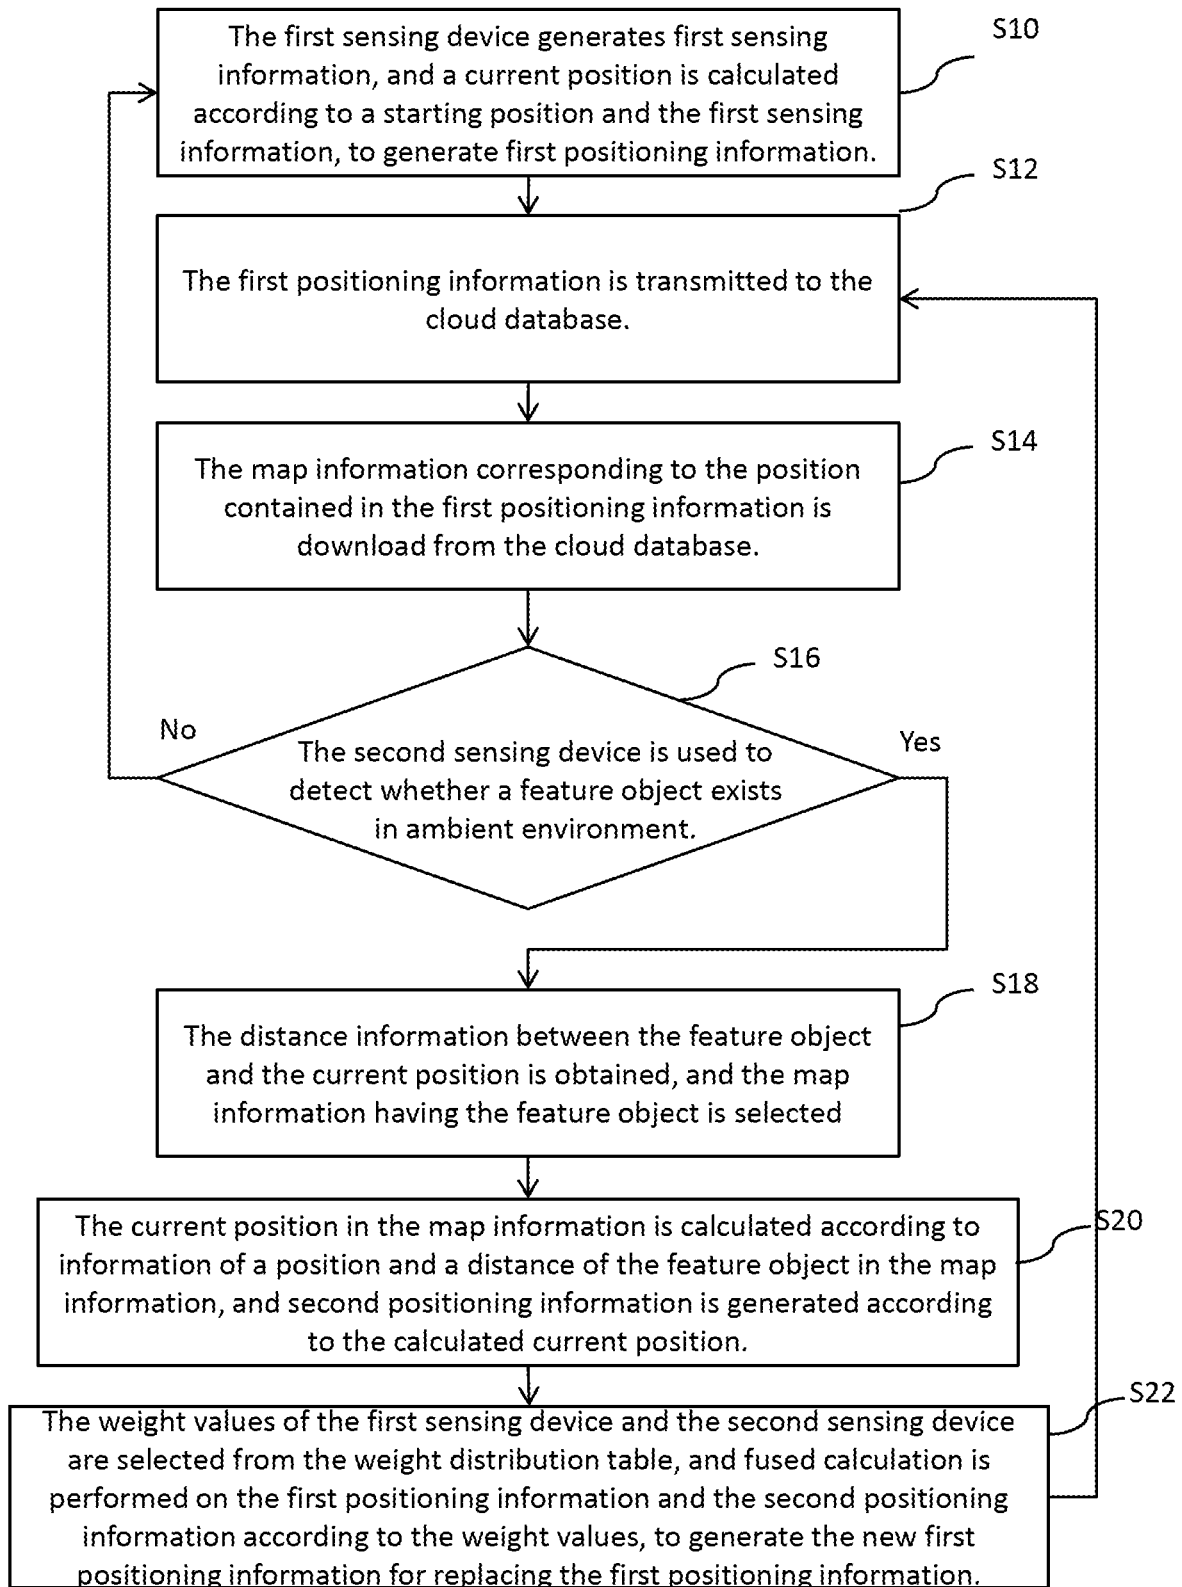 The first sensing device generates first sensing
information, and a current position is calculated
according to a starting position and the first sensing
information, to generate first positioning information.
S10
S12
The first positioning information is transmitted to the
cloud database.
S14
The map information corresponding to the position
contained in the first positioning information is
download from the cloud database.
S16
No
Yes
The second sensing device is used to
detect whether a feature object exists
in ambient environment.
S18
The distance information between the feature object
and the current position is obtained, and the map
information having the feature object is selected
S20
The current position in the map information is calculated according to
information of a position and a distance of the feature object in the map
information, and second positioning information is generated according
to the calculated current position.
S22
The weight values of the first sensing device and the second sensing device
are selected from the weight distribution table, and fused calculation is
performed on the first positioning information and the second positioning
information according to the weight values, to generate the new first
positioning information for replacing the first positioning information.